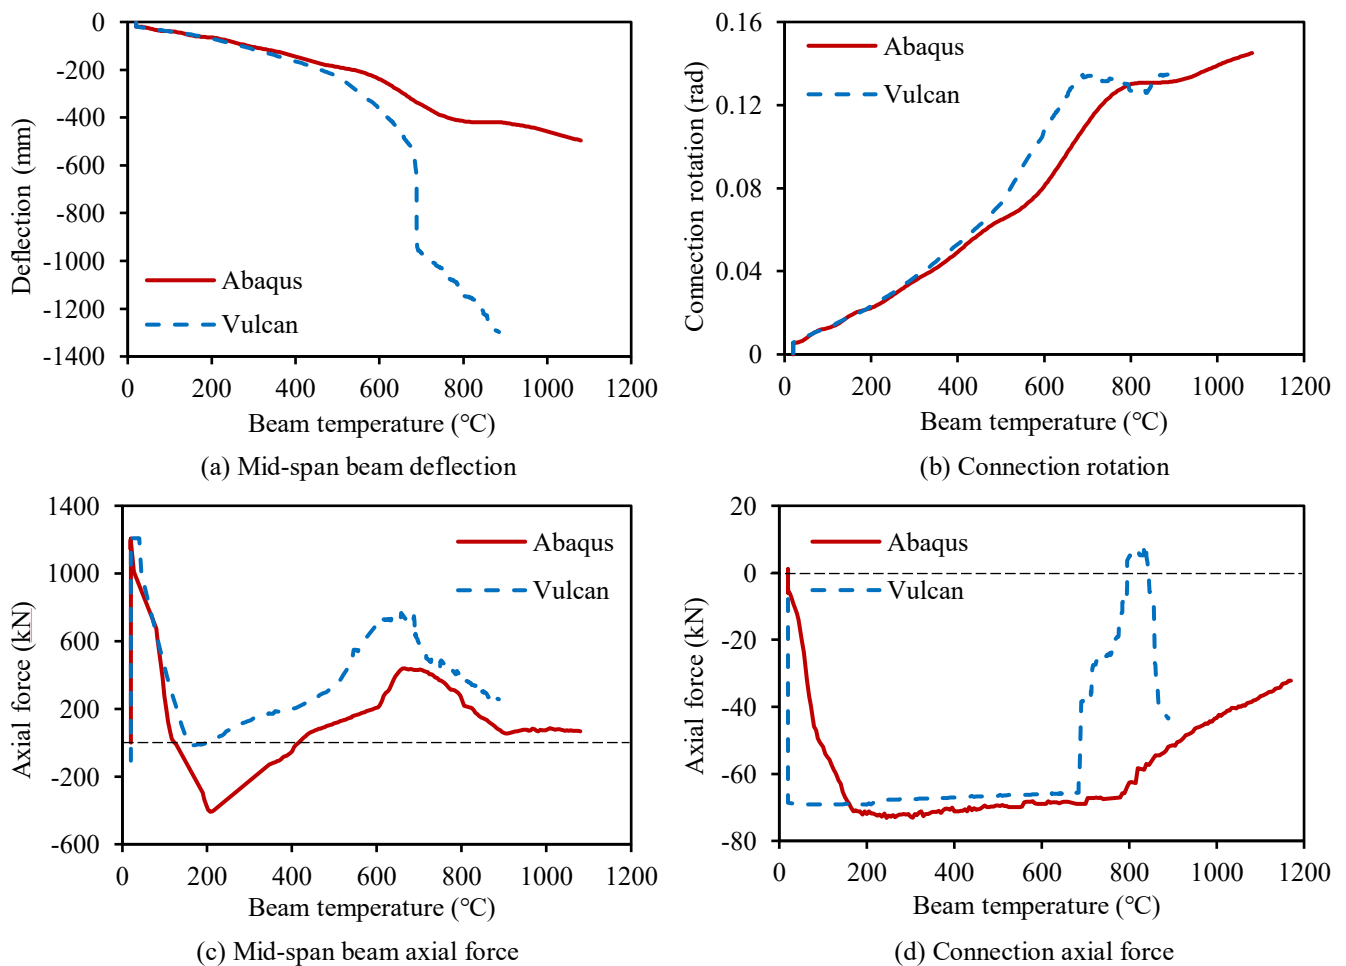 0
-200
-400
-600
-800
-1000
-1200
-1400
Deflection (mm)
Abaqus
Vulcan
0 200 400 600 800 1000 1200
Beam temperature (℃)
(a) Mid-span beam deflection
0.16
0.12
0.08
0.04
0
Connection rotation (rad)
Abaqus
Vulcan
0 200 400 600 800 1000 1200
Beam temperature (℃)
(b) Connection rotation
1400
1000
600
200
-200
-600
Axial force (kN)
Abaqus
Vulcan
0 200 400 600 800 1000 1200
Beam temperature (℃)
(c) Mid-span beam axial force
20
0
-20
-40
-60
-80
Axial force (kN)
Abaqus
Vulcan
0 200 400 600 800 1000 1200
Beam temperature (℃)
(d) Connection axial force